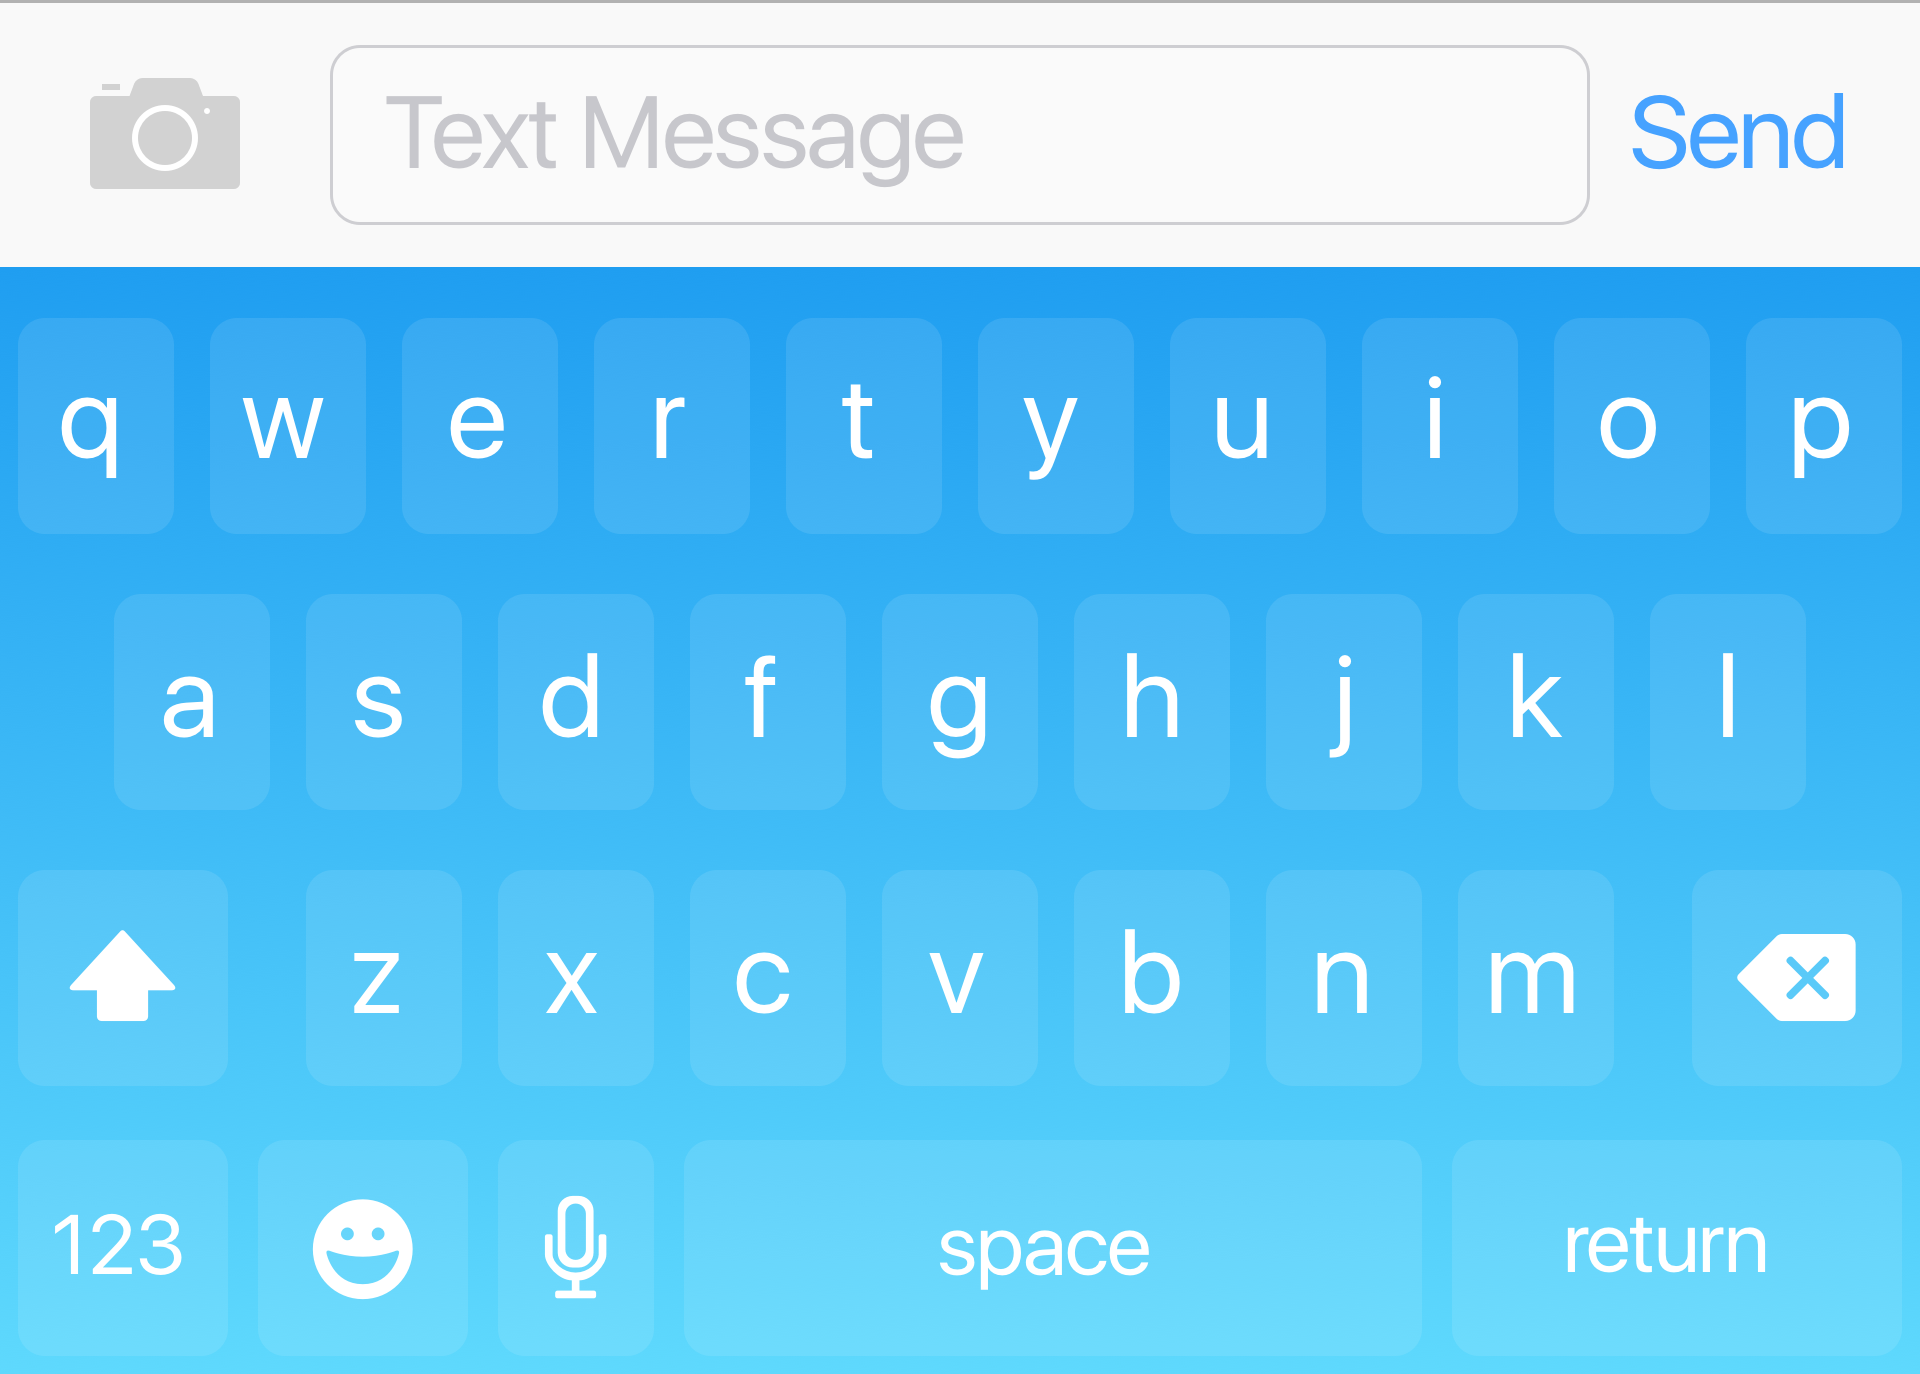 Text Message Send
q w e r t y u i o p
a s d f g h j k l
z x c v b n m
123 space return